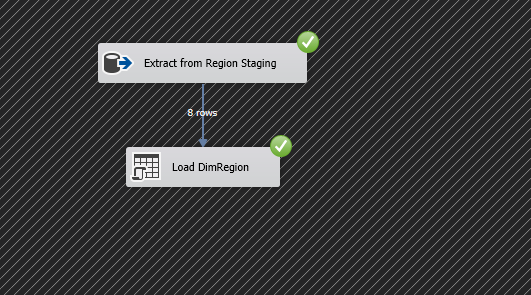 Extract from Region Staging
8 rows
Load DimRegion